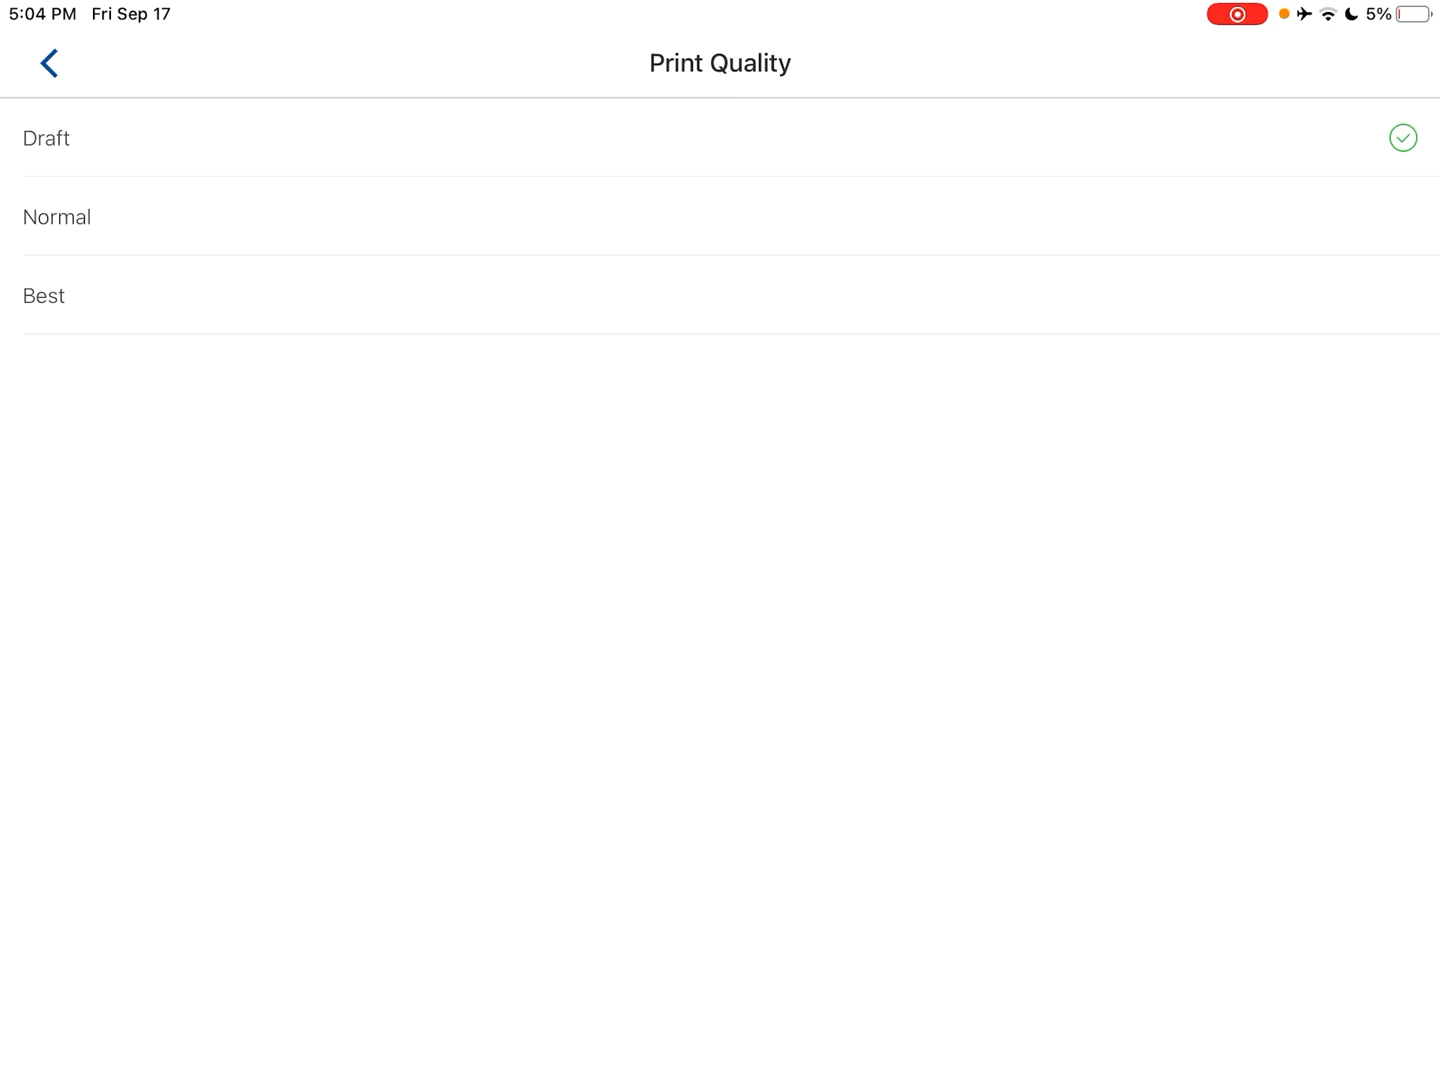 5:04 PM Fri Sep 17 5%
Print Quality
Draft
Normal
Best